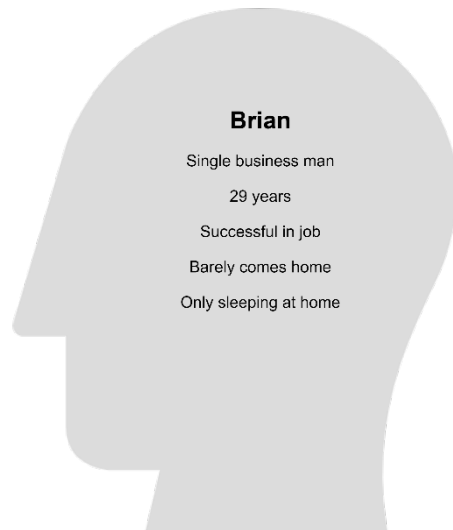 Brian
Single business man
29 years
Successful in job
Barely comes home
Only sleeping at home